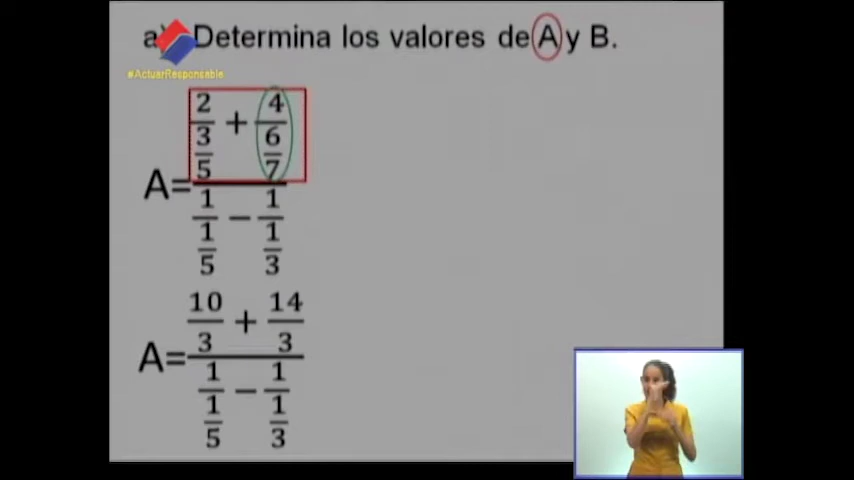 a) Determina los valores de A y B.
#ActuarResponsable
2 + 4
3 6
5 7
A=
1 − 1
1 1
5 3
10 + 14
3 3
A=
1 − 1
1 1
5 3